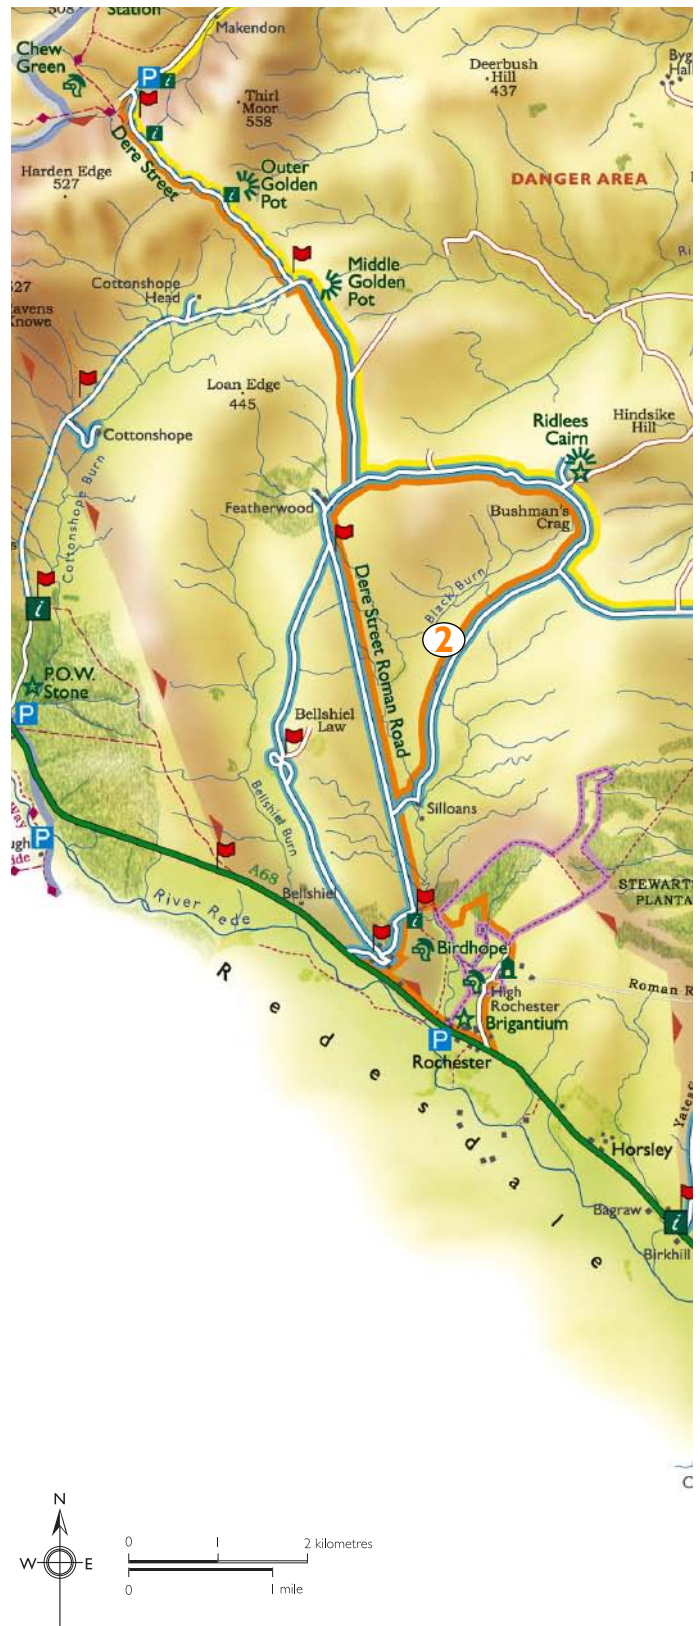 508
Station
Makendon
Chew
Green
P
i
Deerbush
Hill
437
Thirl
Moor
558
i
Dere Street
Harden Edge
527
Outer
Golden
Pot
i
DANGER AREA
Middle
Golden
Pot
Cottonshope
Head
Loan Edge
445
Cottonshope
Cottonshope Burn
Ridlees
Cairn
Hindsike
Hill
Featherwood
Bushman's
Crag
Dere Street Roman Road
Black Burn
2
i
P.O.W.
Stone
P
Bellshiel
Law
Bellshiel Burn
Silloans
P
A68
River Rede
Bellshiel
i
Birdhope
STEWART
PLANTA
Roman R
High
Rochester
Brigantium
P
Rochester
Redesdale
Horsley
Bagraw
i
Birkhill
N
W
E
0 1 2 kilometres
0 1 mile